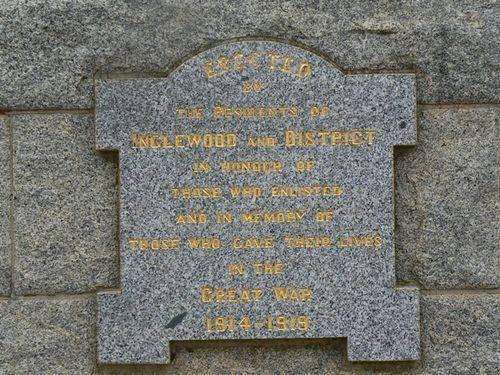 ERECTED
BY
THE RESIDENTS OF
INGLEWOOD AND DISTRICT
IN HONOUR OF
THOSE WHO ENLISTED
AND IN MEMORY OF
THOSE WHO GAVE THEIR LIVES
IN THE
GREAT WAR
1914-1919